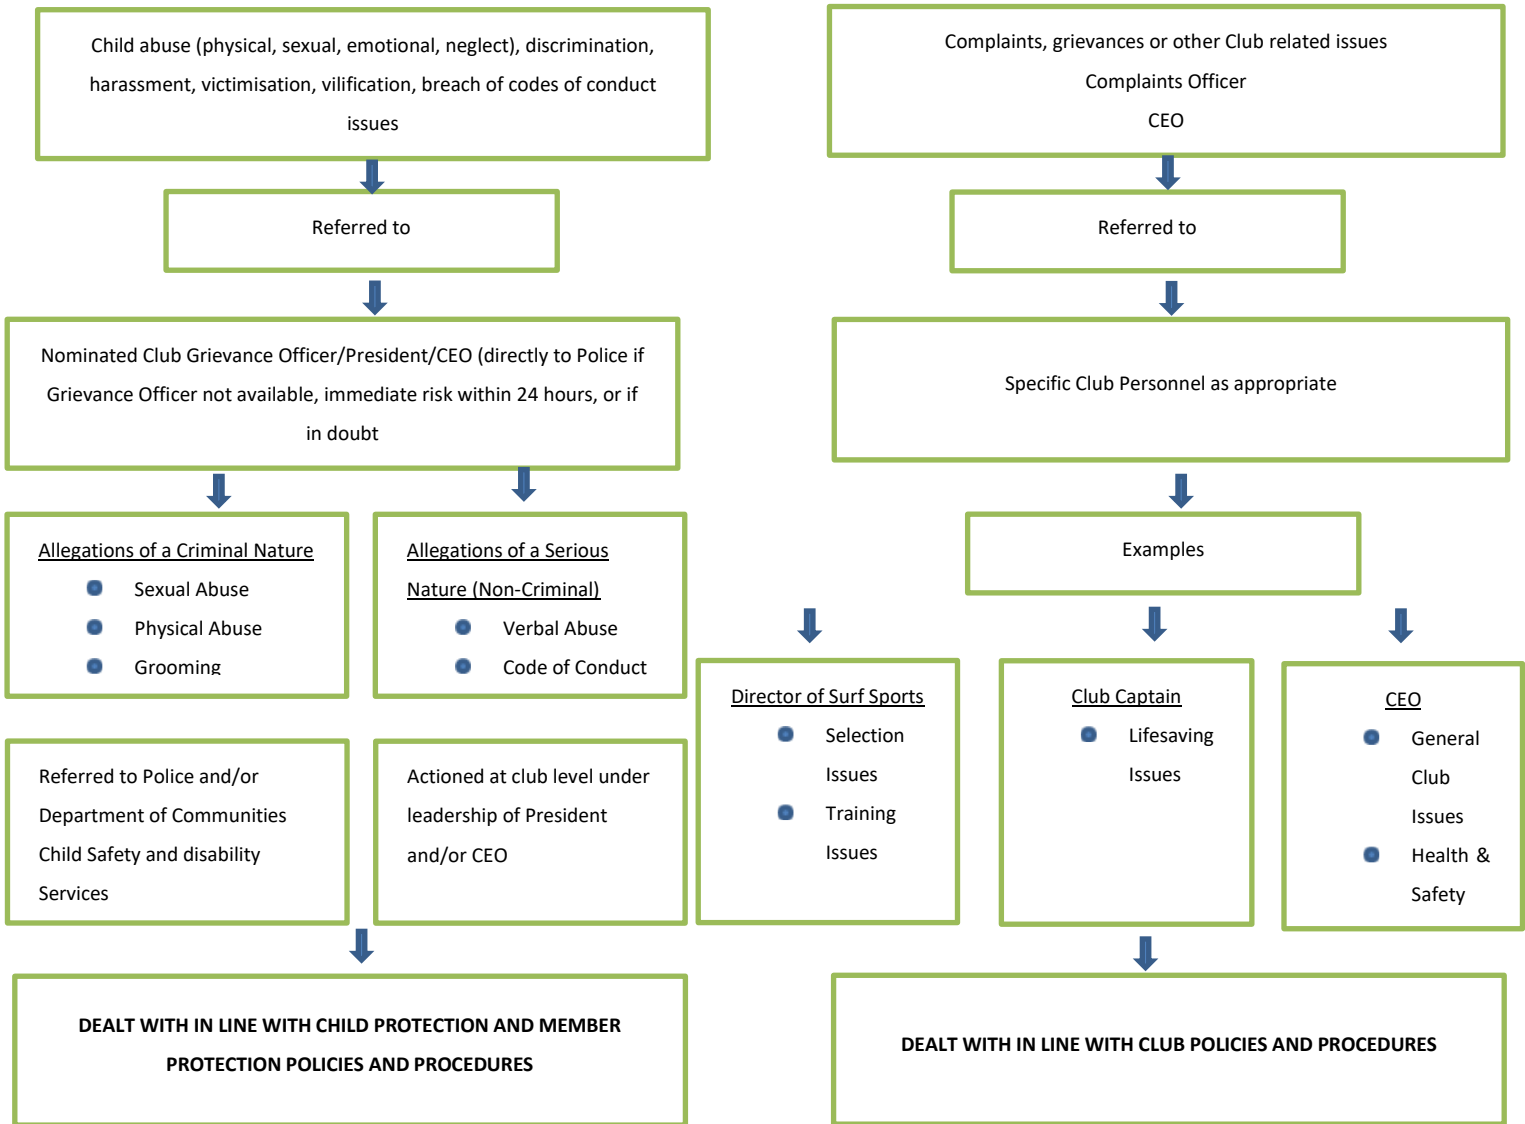 Child abuse (physical, sexual, emotional, neglect), discrimination,
harassment, victimisation, vilification, breach of codes of conduct
issues
Referred to
Nominated Club Grievance Officer/President/CEO (directly to Police if
Grievance Officer not available, immediate risk within 24 hours, or if
in doubt
Allegations of a Criminal Nature
Sexual Abuse
Physical Abuse
Grooming
Allegations of a Serious
Nature (Non-Criminal)
Verbal Abuse
Code of Conduct
Referred to Police and/or
Department of Communities
Child Safety and disability
Services
Actioned at club level under
leadership of President
and/or CEO
DEALT WITH IN LINE WITH CHILD PROTECTION AND MEMBER
PROTECTION POLICIES AND PROCEDURES
Complaints, grievances or other Club related issues
Complaints Officer
CEO
Referred to
Specific Club Personnel as appropriate
Examples
Director of Surf Sports
Selection
Issues
Training
Issues
Club Captain
Lifesaving
Issues
CEO
General
Club
Issues
Health &
Safety
DEALT WITH IN LINE WITH CLUB POLICIES AND PROCEDURES